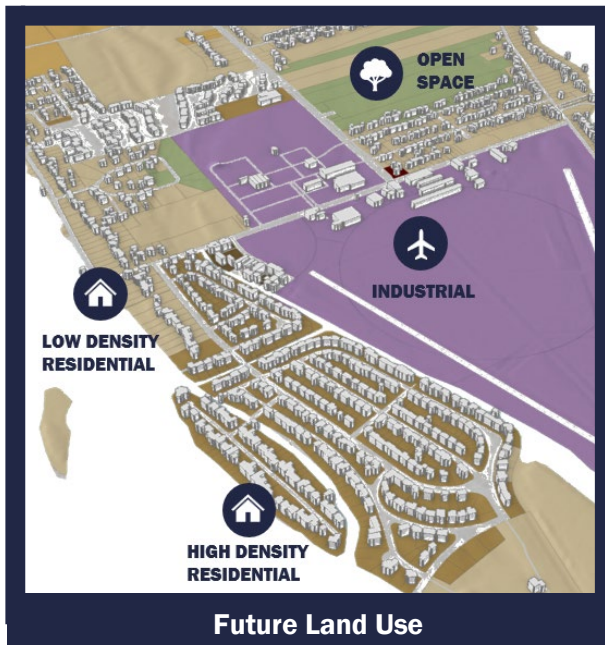 OPEN
SPACE
INDUSTRIAL
LOW DENSITY
RESIDENTIAL
HIGH DENSITY
RESIDENTIAL
Future Land Use